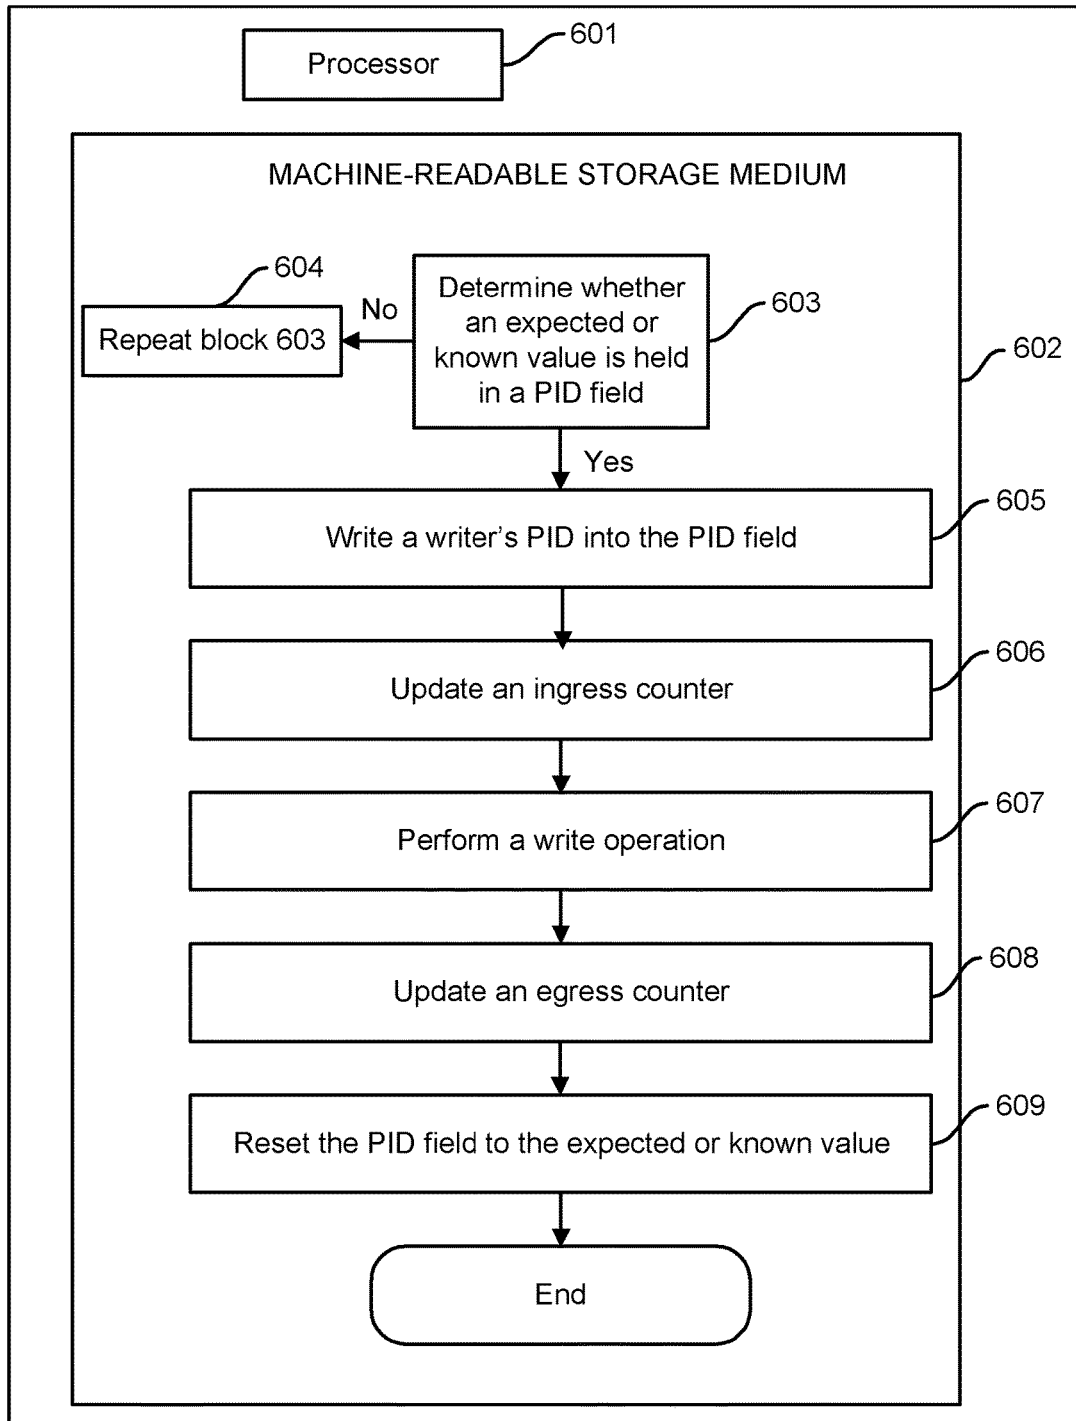 601
Processor
MACHINE-READABLE STORAGE MEDIUM
604
Determine whether
an expected or
known value is held
in a PID field
603
No
Repeat block 603
602
Yes
605
Write a writer's PID into the PID field
606
Update an ingress counter
607
Perform a write operation
608
Update an egress counter
609
Reset the PID field to the expected or known value
End